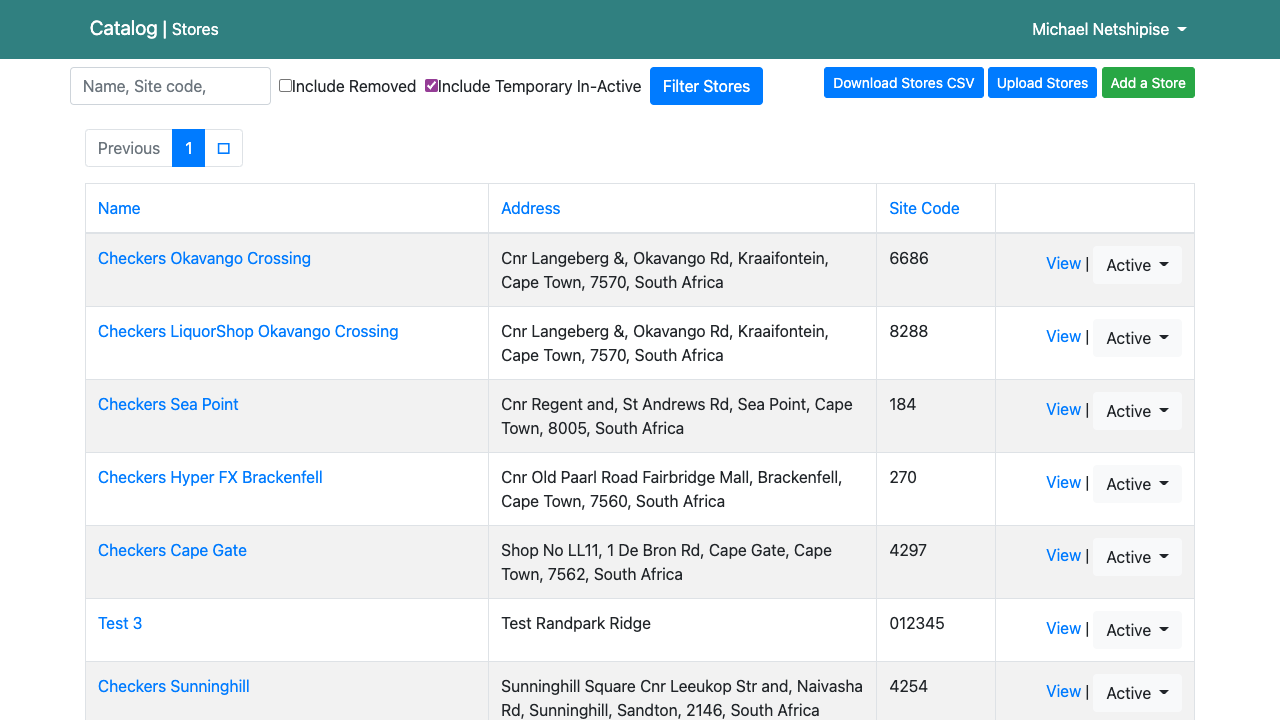 Catalog | Stores
Michael Netshipise
Name, Site code,
Include Removed
Include Temporary In-Active
Filter Stores
Download Stores CSV
Upload Stores
Add a Store
Previous
1
Name
Address
Site Code
Checkers Okavango Crossing
Cnr Langeberg &, Okavango Rd, Kraaifontein,
Cape Town, 7570, South Africa
6686
View |
Active
Checkers LiquorShop Okavango Crossing
Cnr Langeberg &, Okavango Rd, Kraaifontein,
Cape Town, 7570, South Africa
8288
View |
Active
Checkers Sea Point
Cnr Regent and, St Andrews Rd, Sea Point, Cape
Town, 8005, South Africa
184
View |
Active
Checkers Hyper FX Brackenfell
Cnr Old Paarl Road Fairbridge Mall, Brackenfell,
Cape Town, 7560, South Africa
270
View |
Active
Checkers Cape Gate
Shop No LL11, 1 De Bron Rd, Cape Gate, Cape
Town, 7562, South Africa
4297
View |
Active
Test 3
Test Randpark Ridge
012345
View |
Active
Checkers Sunninghill
Sunninghill Square Cnr Leeukop Str and, Naivasha
Rd, Sunninghill, Sandton, 2146, South Africa
4254
View |
Active